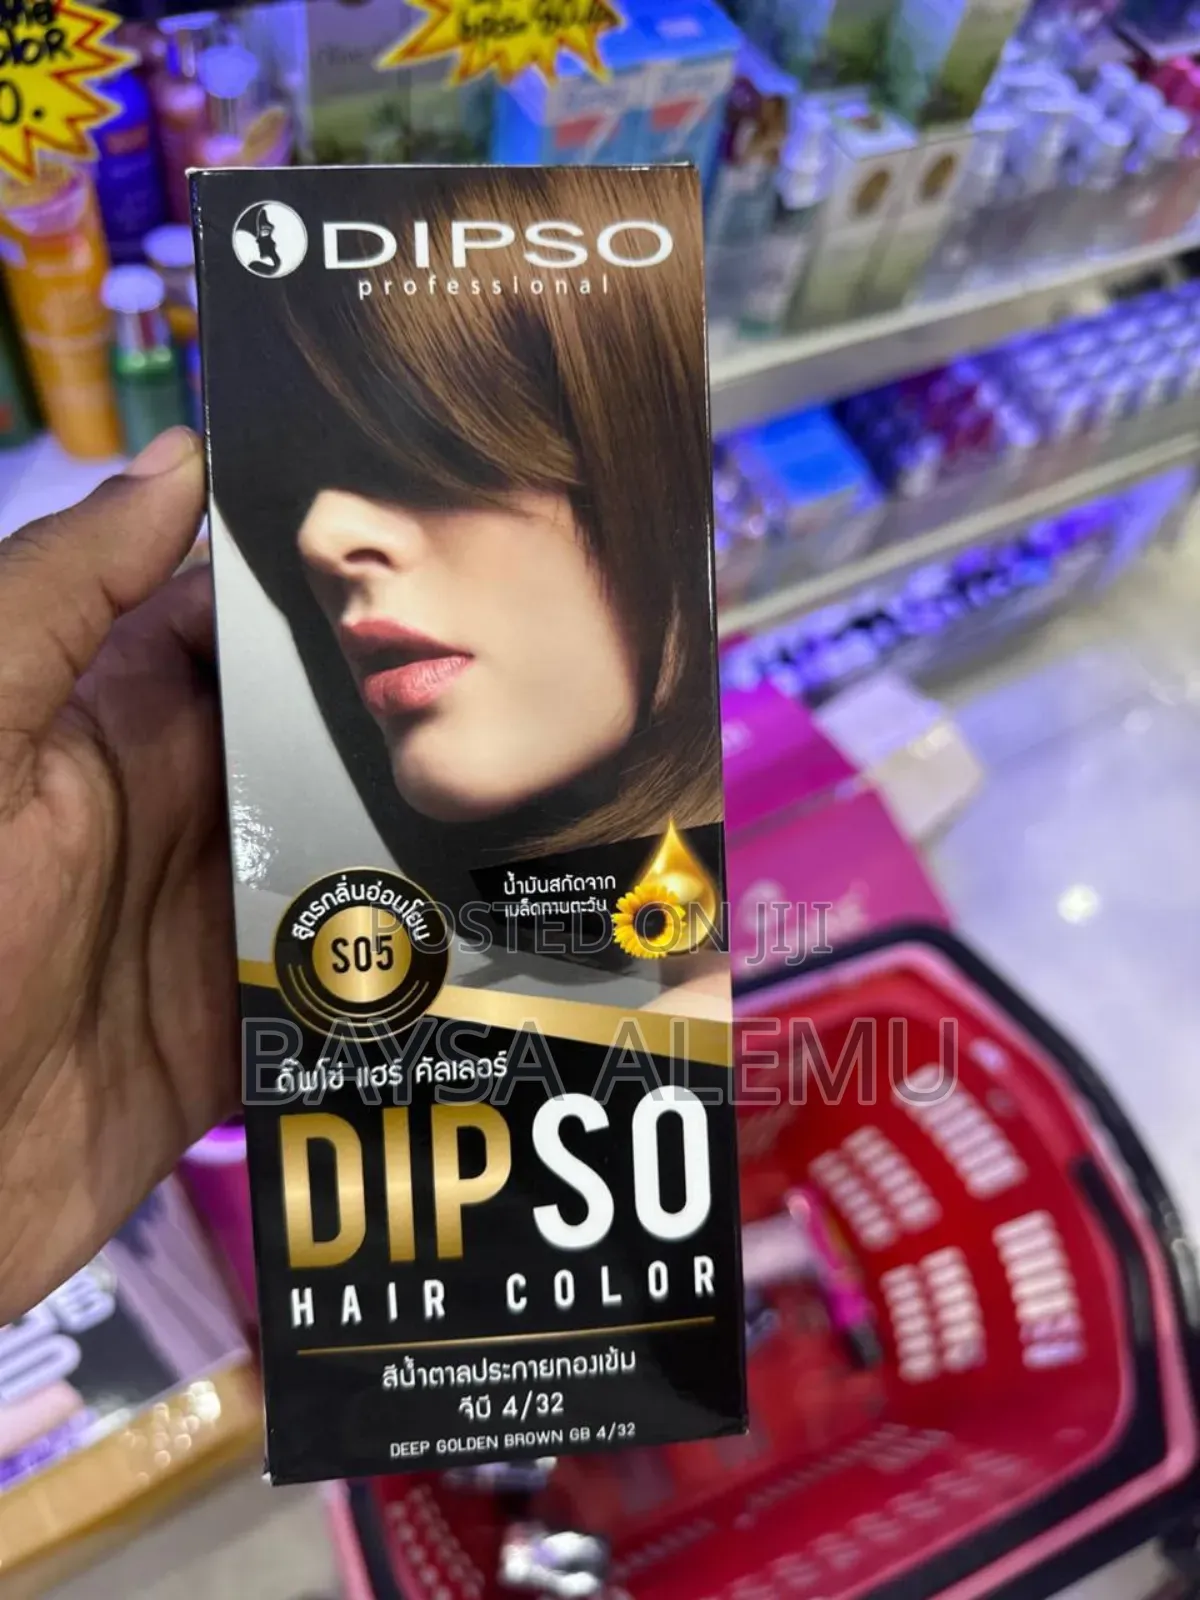 DIPSO
professional
สูตรกลิ่นอ่อนโยน
S05
น้ำมันสกัดจาก
เมล็ดทานตะวัน
POSTED ON JIJI
BAYSA ALEMU
ดิ๊พโซ่ แฮร์ คัลเลอร์
DIPSO
HAIR COLOR
สีน้ำตาลประกายทองเข้ม
จีบี 4/32
DEEP GOLDEN BROWN GB 4/32